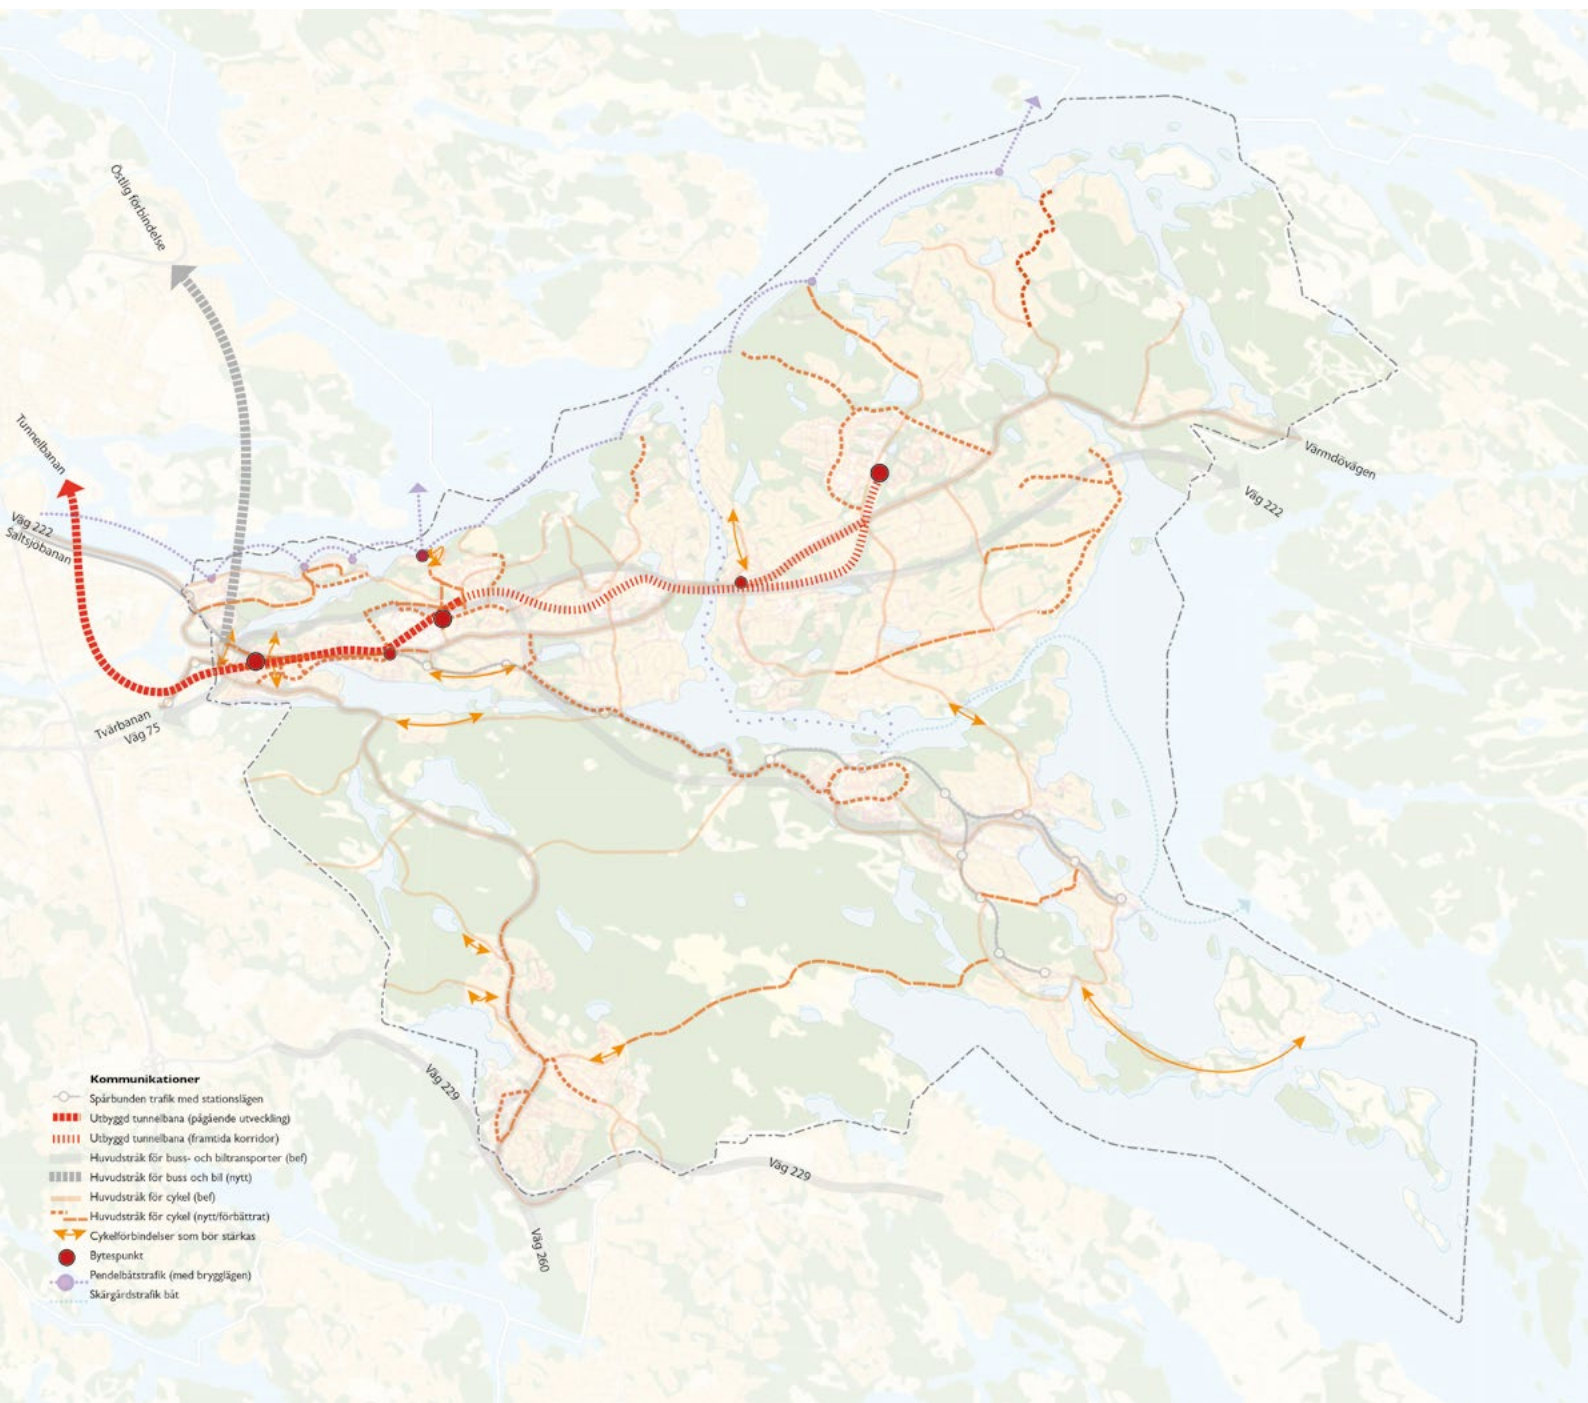 Östlig förbindelse
Tunnelbanan
Väg 222
Saltsjöbanan
Värmdövägen
Väg 222
Tvärbanan
Väg 75
Väg 229
Väg 229
Väg 260
Kommunikationer
Spårbunden trafik med stationslägen
Utbyggd tunnelbana (pågående utveckling)
Utbyggd tunnelbana (framtida korridor)
Huvudstråk för buss- och biltransporter (bef)
Huvudstråk för buss och bil (nytt)
Huvudstråk för cykel (bef)
Huvudstråk för cykel (nytt/förbättrat)
Cykelförbindelser som bör stärkas
Bytespunkt
Pendelbåtstrafik (med brygglägen)
Skärgårdstrafik båt